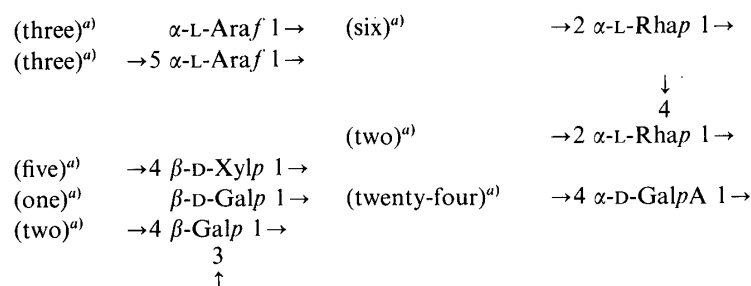 (three)a) α-L-Araf 1→ (six)a) →2 α-L-Rhap 1→
(three)a) →5 α-L-Araf 1→
↓
4
(two)a) →2 α-L-Rhap 1→
(five)a) →4 β-D-Xylp 1→
(one)a) β-D-Galp 1→ (twenty-four)a) →4 α-D-GalpA 1→
(two)a) →4 β-Galp 1→
3
↑